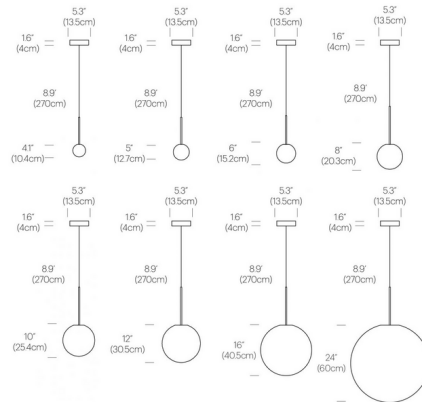 5.3"
(13.5cm)
1.6"
(4cm)
8.9'
(270cm)
4.1"
(10.4cm)
5.3"
(13.5cm)
1.6"
(4cm)
8.9'
(270cm)
5"
(12.7cm)
5.3"
(13.5cm)
1.6"
(4cm)
8.9'
(270cm)
6"
(15.2cm)
5.3"
(13.5cm)
1.6"
(4cm)
8.9'
(270cm)
8"
(20.3cm)
5.3"
(13.5cm)
1.6"
(4cm)
8.9'
(270cm)
10"
(25.4cm)
5.3"
(13.5cm)
1.6"
(4cm)
8.9'
(270cm)
12"
(30.5cm)
5.3"
(13.5cm)
1.6"
(4cm)
8.9'
(270cm)
16"
(40.5cm)
5.3"
(13.5cm)
1.6"
(4cm)
8.9'
(270cm)
24"
(60cm)